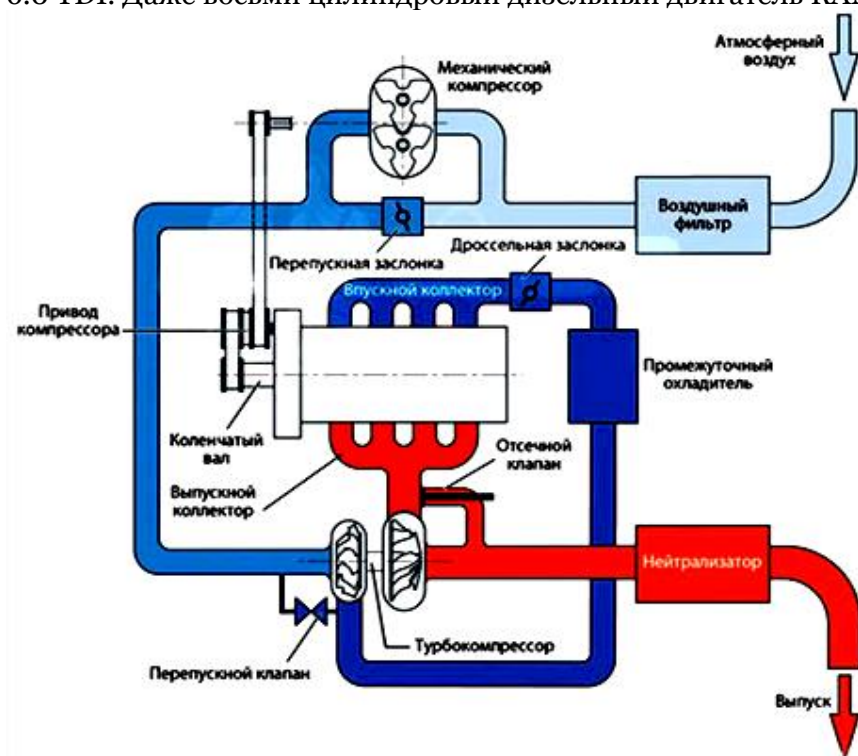 Атмосферный
воздух
Механический
компрессор
Воздушный
фильтр
Перепускная заслонка
Дроссельная заслонка
Впускной коллектор
Привод
компрессора
Промежуточный
охладитель
Коленчатый
вал
Отсечной
клапан
Выпускной
коллектор
Нейтрализатор
Турбокомпрессор
Перепускной клапан
Выпуск